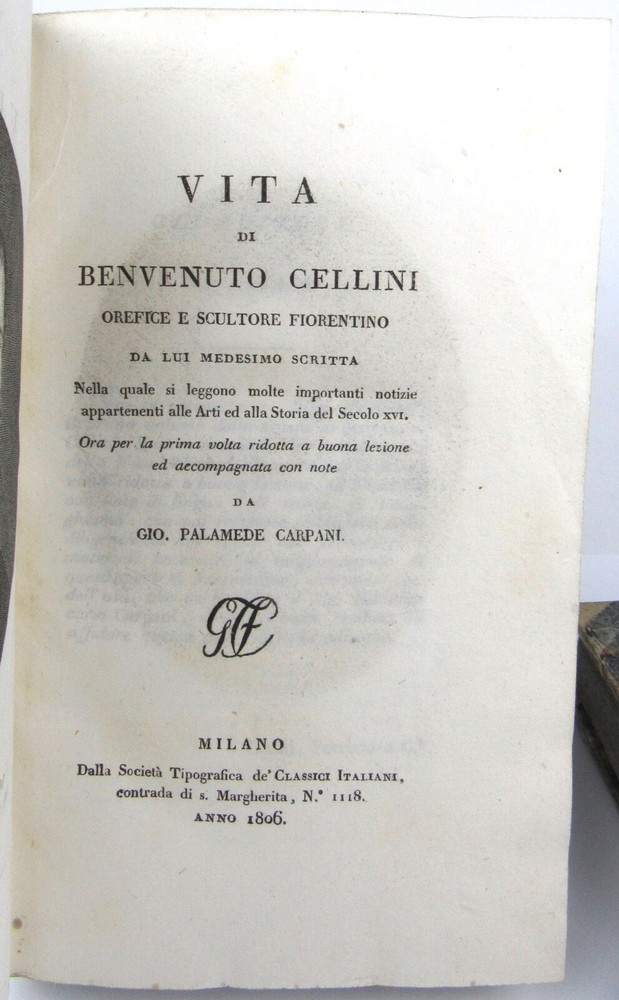 VITA
DI
BENVENUTO CELLINI
OREFICE E SCULTORE FIORENTINO
DA LUI MEDESIMO SCRITTA
Nella quale si leggono molte importanti notizie
appartenenti alle Arti ed alla Storia del Secolo XVI.
Ora per la prima volta ridotta a buona lezione
ed accompagnata con note
DA
GIO. PALAMEDE CARPANI.
MILANO
Dalla Società Tipografica de' CLASSICI ITALIANI,
contrada di s. Margherita, N.° 1118.
ANNO 1806.